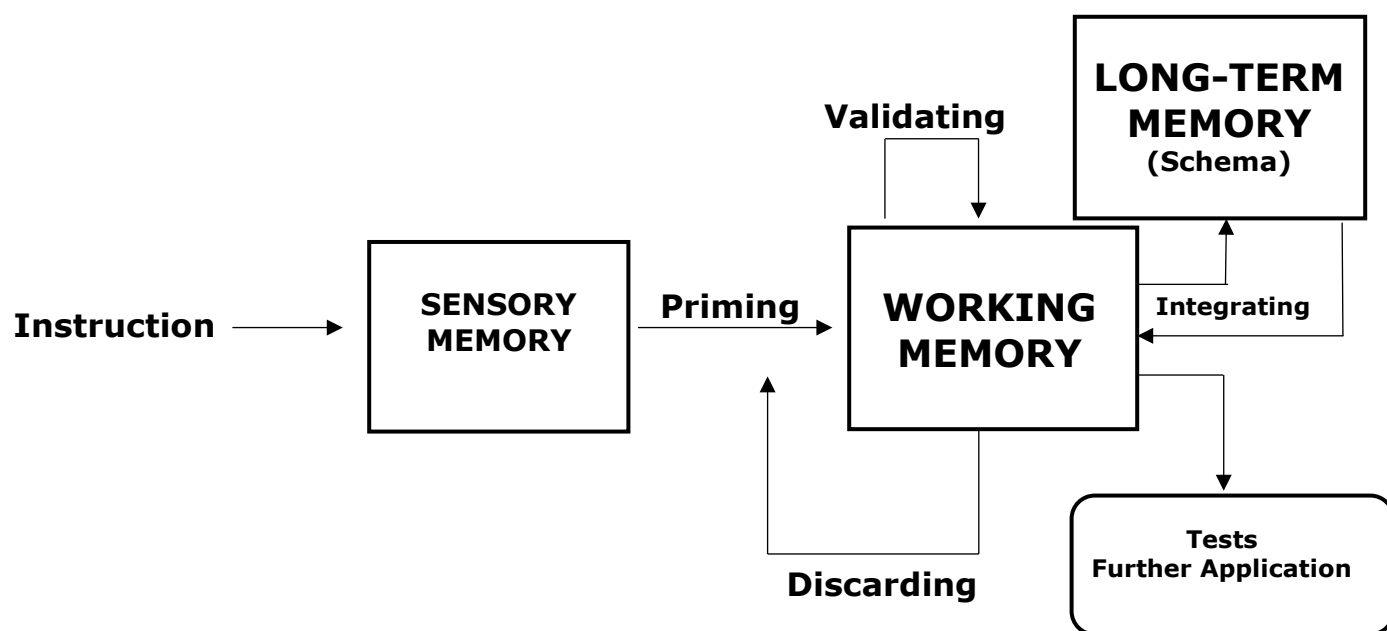 LONG-TERM
MEMORY
(Schema)
Validating
SENSORY
MEMORY
Instruction
Priming
WORKING
MEMORY
Integrating
Tests
Further Application
Discarding